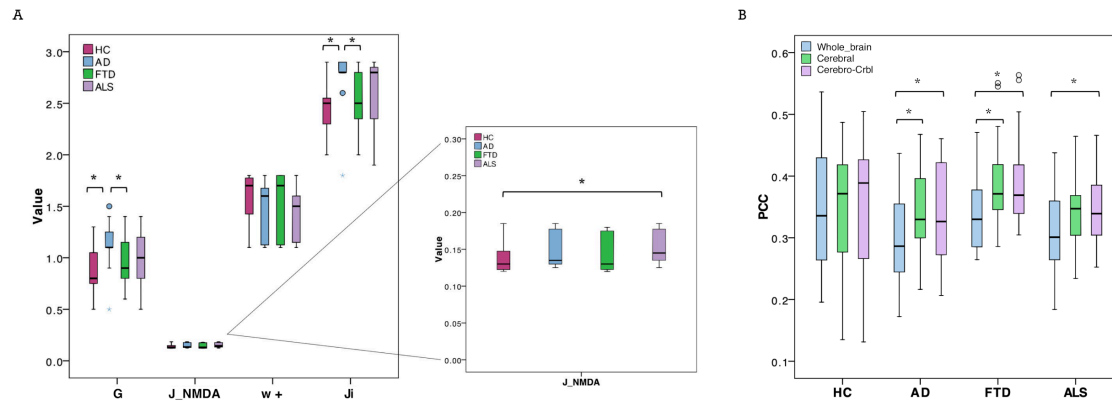 A
B
Value
3.0
2.5
2.0
1.5
1.0
0.5
0.0
HC
AD
FTD
ALS
*
*
*
*
G
J_NMDA
w +
Ji
Value
0.30
0.25
0.20
0.15
0.10
0.05
0.00
HC
AD
FTD
ALS
*
J_NMDA
PCC
0.6
0.5
0.4
0.3
0.2
0.1
Whole_brain
Cerebral
Cerebro-Crbl
*
*
*
*
*
HC
AD
FTD
ALS